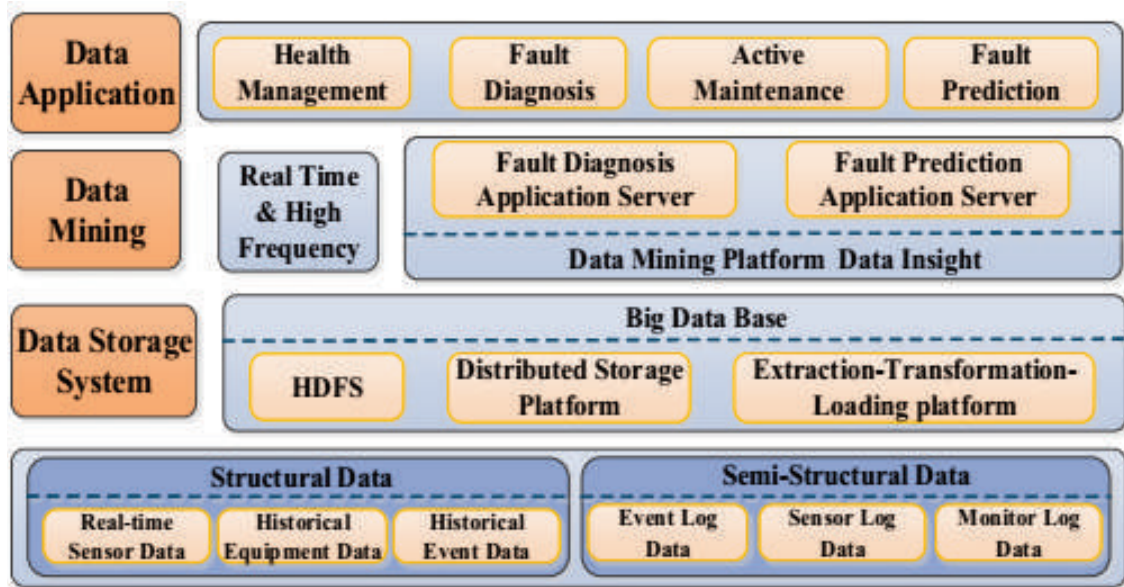 Data
Application
Health
Management
Fault
Diagnosis
Active
Maintenance
Fault
Prediction
Data
Mining
Real Time
& High
Frequency
Fault Diagnosis
Application Server
Fault Prediction
Application Server
Data Mining Platform Data Insight
Data Storage
System
Big Data Base
HDFS
Distributed Storage
Platform
Extraction-Transformation-
Loading platform
Structural Data
Real-time
Sensor Data
Historical
Equipment Data
Historical
Event Data
Semi-Structural Data
Event Log
Data
Sensor Log
Data
Monitor Log
Data